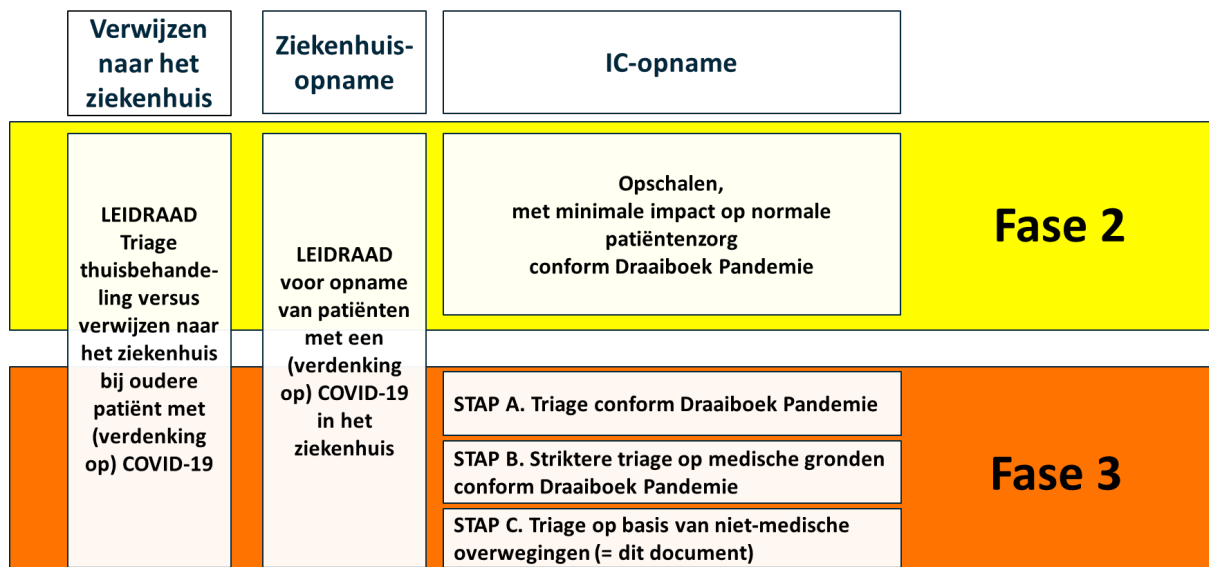 Verwijzen
naar het
ziekenhuis
Ziekenhuis-
opname
IC-opname
LEIDRAAD
Triage
thuisbehande-
ling versus
verwijzen naar
het ziekenhuis
bij oudere
patiënt met
(verdenking
op) COVID-19
LEIDRAAD
voor opname
van patiënten
met een
(verdenking
op) COVID-19
in het
ziekenhuis
Opschalen,
met minimale impact op normale
patiëntenzorg
conform Draaiboek Pandemie
Fase 2
STAP A. Triage conform Draaiboek Pandemie
STAP B. Striktere triage op medische gronden
conform Draaiboek Pandemie
STAP C. Triage op basis van niet-medische
overwegingen (= dit document)
Fase 3